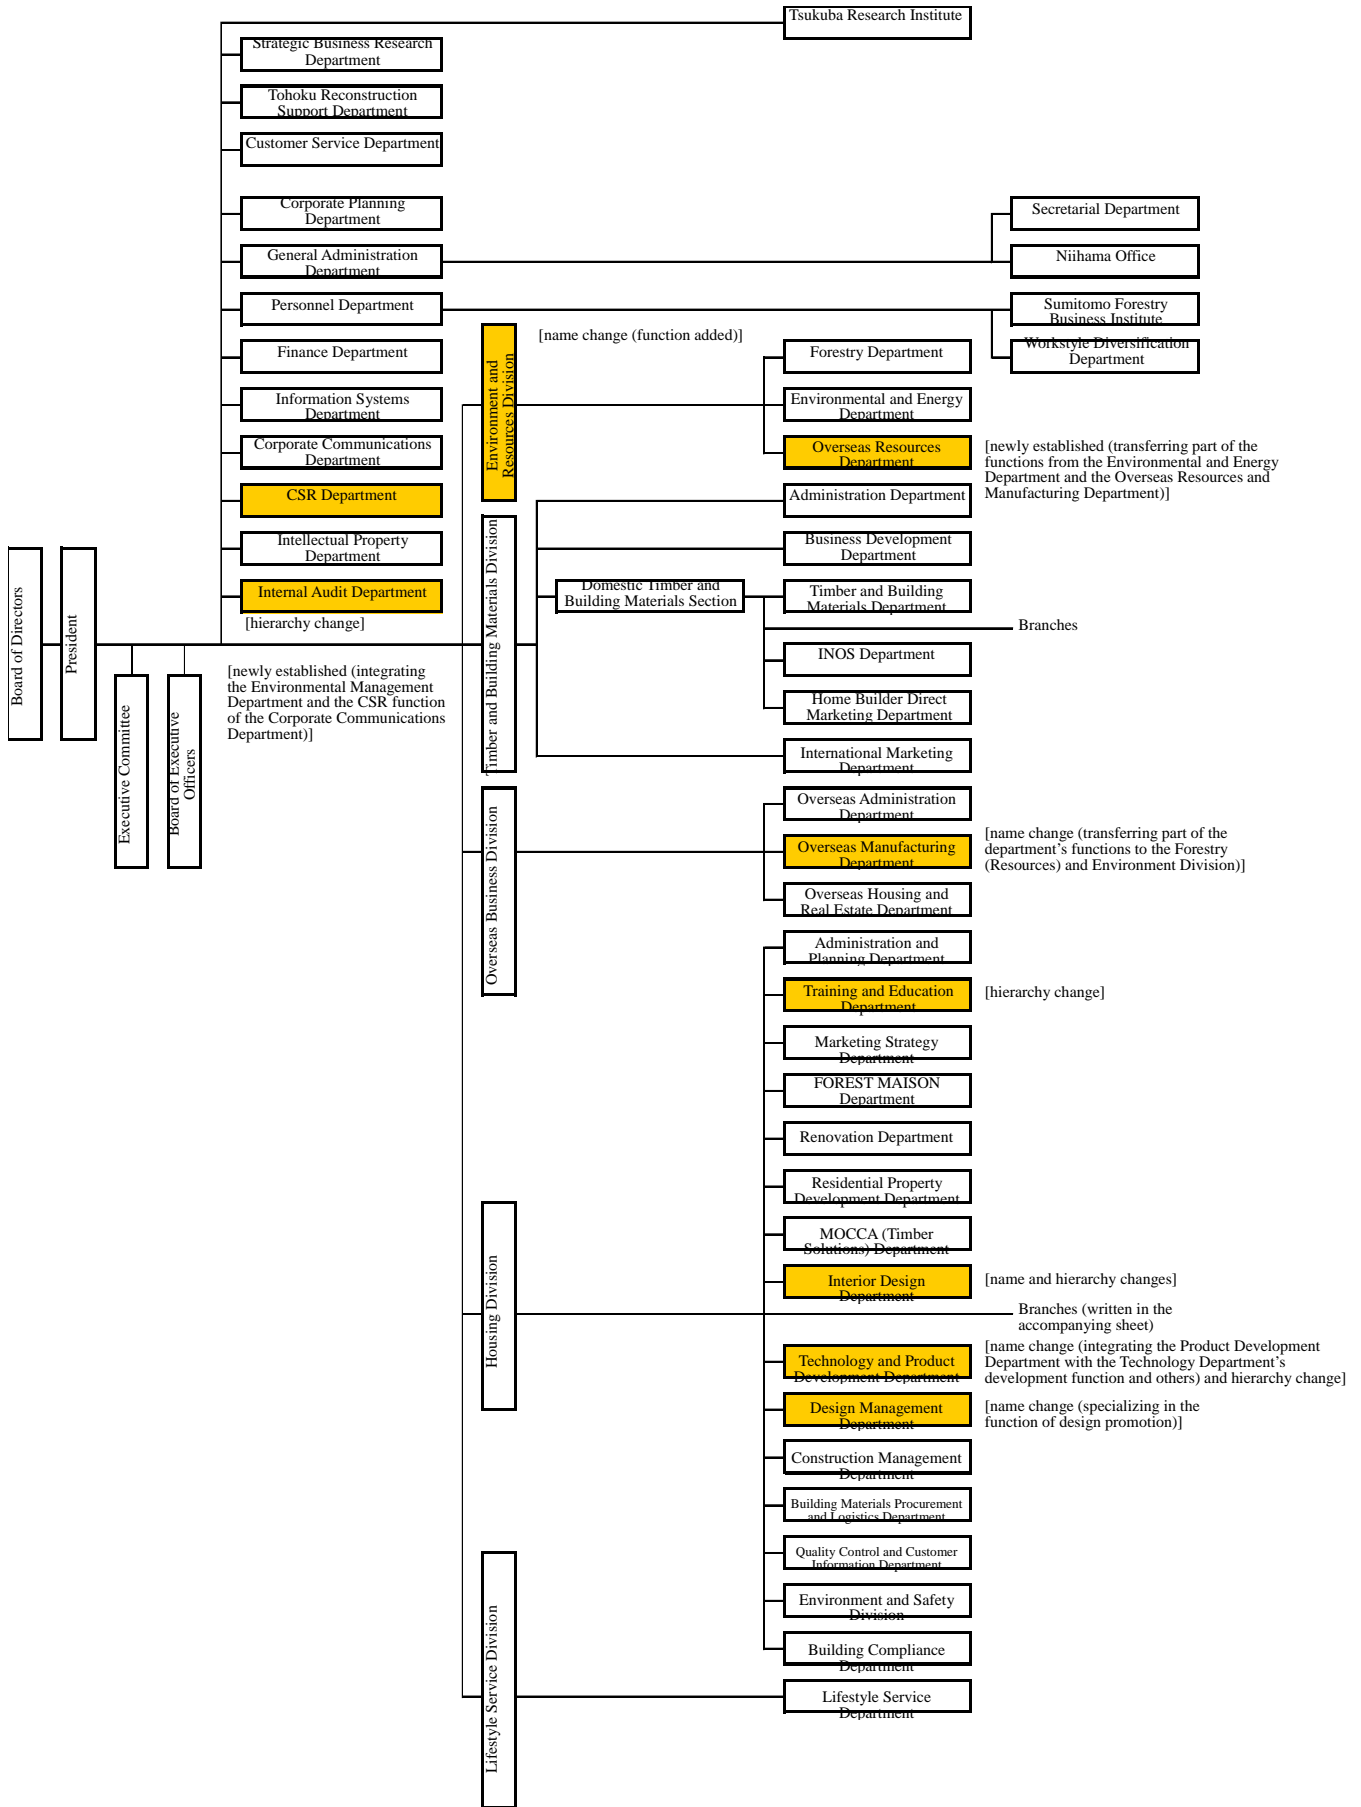 Tsukuba Research Institute
Strategic Business Research
Department
Tohoku Reconstruction
Support Department
Customer Service Department
Corporate Planning
Department
General Administration
Department
Personnel Department
Finance Department
Information Systems
Department
Corporate Communications
Department
CSR Department
Intellectual Property
Department
Internal Audit Department
[hierarchy change]
[newly established (integrating
the Environmental Management
Department and the CSR function
of the Corporate Communications
Department)]
Secretarial Department
Niihama Office
Sumitomo Forestry
Business Institute
Workstyle Diversification
Department
Board of Directors
President
Executive Committee
Board of Executive
Officers
Environment and
Resources Division
[name change (function added)]
Forestry Department
Environmental and Energy
Department
Overseas Resources
Department
[newly established (transferring part of the
functions from the Environmental and Energy
Department and the Overseas Resources and
Manufacturing Department)]
Timber and Building Materials Division
Administration Department
Business Development
Department
Domestic Timber and
Building Materials Section
Timber and Building
Materials Department
Branches
INOS Department
Home Builder Direct
Marketing Department
International Marketing
Department
Overseas Business Division
Overseas Administration
Department
Overseas Manufacturing
Department
[name change (transferring part of the
department's functions to the Forestry
(Resources) and Environment Division)]
Overseas Housing and
Real Estate Department
Housing Division
Administration and
Planning Department
Training and Education
Department
[hierarchy change]
Marketing Strategy
Department
FOREST MAISON
Department
Renovation Department
Residential Property
Development Department
MOCCA (Timber
Solutions) Department
Interior Design
Department
[name and hierarchy changes]
Branches (written in the
accompanying sheet)
Technology and Product
Development Department
[name change (integrating the Product Development
Department with the Technology Department's
development function and others) and hierarchy change]
Design Management
Department
[name change (specializing in the
function of design promotion)]
Construction Management
Department
Building Materials Procurement
and Logistics Department
Quality Control and Customer
Information Department
Environment and Safety
Division
Building Compliance
Department
Lifestyle Service Division
Lifestyle Service
Department